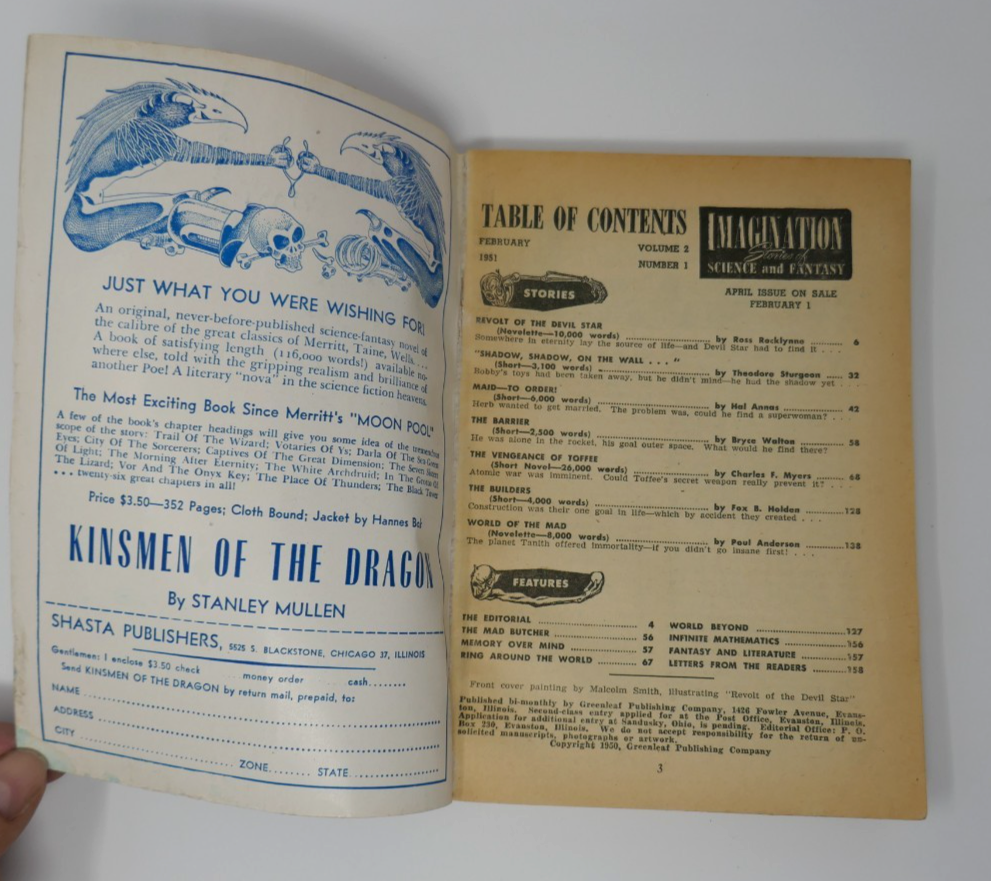 JUST WHAT YOU WERE WISHING FOR!
An original, never-before-published science-fantasy novel of
the calibre of the great classics of Merritt, Taine, Wells...
A book of satisfying length (116,000 words!) available no-
where else, told with the gripping realism and brilliance of
another Poe! A literary "nova" in the science fiction heavens.
The Most Exciting Book Since Merritt's "MOON POOL"
A few of the book's chapter headings will give you some idea of the tremendous
scope of the story: Trail Of The Wizard; Votaries Of Ys; Darla Of The Sea Green
Eyes; City Of The Sorcerers; Captives Of The Great Dimension; The Seven
Of Light; The Morning After Eternity; The White Archdruid; In The
The Lizard; Vor And The Onyx Key; The Place Of Thunders; The Black Tower
... twenty-six great chapters in all!
Price $3.50—352 Pages; Cloth Bound; Jacket by Hannes Bok
KINSMEN OF THE DRAGON
By STANLEY MULLEN
SHASTA PUBLISHERS, 5525 S. BLACKSTONE, CHICAGO 37, ILLINOIS
Gentlemen: I enclose $3.50 check money order cash........
Send KINSMEN OF THE DRAGON by return mail, prepaid, to:
NAME
ADDRESS
CITY
ZONE........ STATE
TABLE OF CONTENTS
FEBRUARY
1951
VOLUME 2
NUMBER 1
IMAGINATION
Stories of
SCIENCE and FANTASY
APRIL ISSUE ON SALE
FEBRUARY 1
STORIES
REVOLT OF THE DEVIL STAR
(Novelette—10,000 words) by Ross Rocklynne 6
Somewhere in eternity lay the source of life—and Devil Star had to find it . . .
"SHADOW, SHADOW, ON THE WALL . . . "
(Short—3,100 words) by Theodore Sturgeon 32
Bobby's toys had been taken away, but he didn't mind—he had the shadow yet . . .
MAID—TO ORDER!
(Short—6,000 words) by Hal Annas 42
Herb wanted to get married. The problem was, could he find a superwoman? . . .
THE BARRIER
(Short—2,500 words) by Bryce Walton 58
He was alone in the rocket, his goal outer space. What would he find there?
THE VENGEANCE OF TOFFEE
(Short Novel—26,000 words) by Charles F. Myers 68
Atomic war was imminent. Could Toffee's secret weapon really prevent it? . . .
THE BUILDERS
(Short—4,000 words) by Fox B. Holden 128
Construction was their one goal in life—which by accident they created . . .
WORLD OF THE MAD
(Novelette—8,000 words) by Poul Anderson 138
The planet Tanith offered immortality—if you didn't go insane first! . . .
FEATURES
THE EDITORIAL 4
THE MAD BUTCHER 56
MEMORY OVER MIND 57
RING AROUND THE WORLD 67
WORLD BEYOND 127
INFINITE MATHEMATICS 156
FANTASY AND LITERATURE 157
LETTERS FROM THE READERS 158
Front cover painting by Malcolm Smith, illustrating "Revolt of the Devil Star"
Published bi-monthly by Greenleaf Publishing Company, 1426 Fowler Avenue, Evans-
ton, Illinois. Second-class entry applied for at the Post Office, Evanston, Illinois.
Application for additional entry at Sandusky, Ohio, is pending. Editorial Office: P. O.
Box 230, Evanston, Illinois. We do not accept responsibility for the return of un-
solicited manuscripts, photographs or artwork.
Copyright 1950, Greenleaf Publishing Company
3